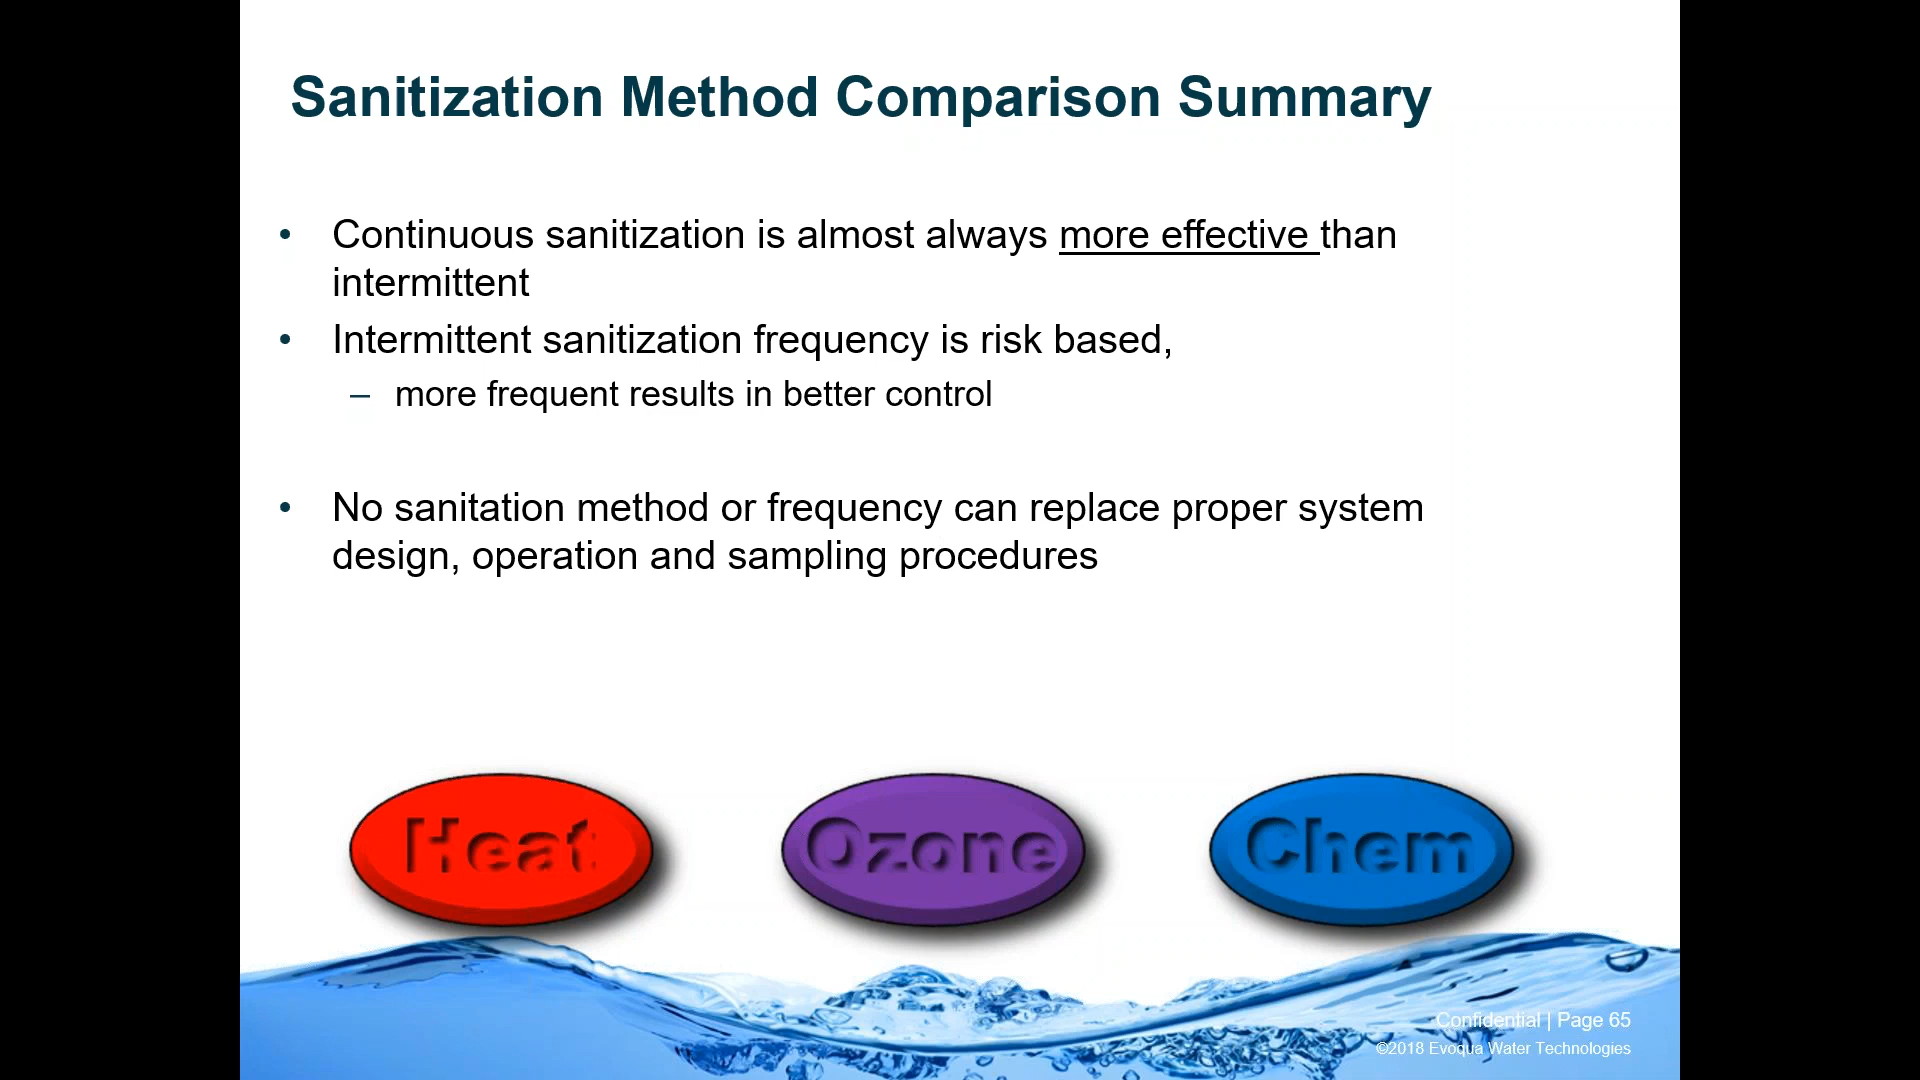 Sanitization Method Comparison Summary
• Continuous sanitization is almost always more effective than
intermittent
• Intermittent sanitization frequency is risk based,
– more frequent results in better control
• No sanitation method or frequency can replace proper system
design, operation and sampling procedures
Heat Ozone Chem
Confidential | Page 65
©2018 Evoqua Water Technologies